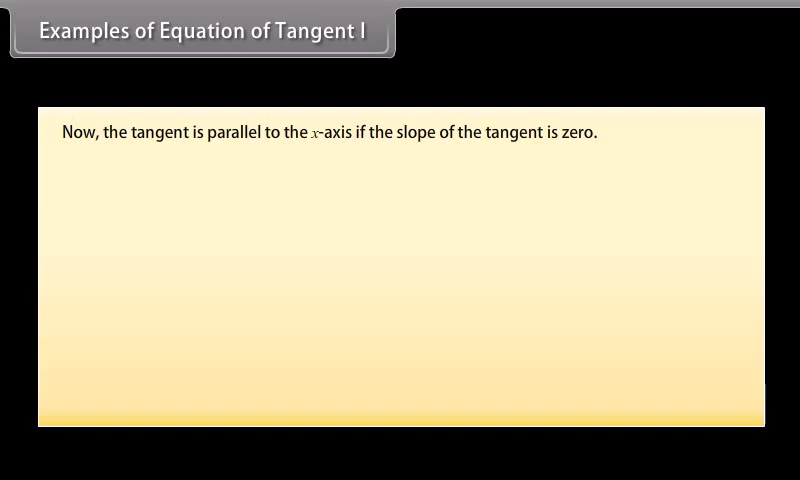 Examples of Equation of Tangent I
Now, the tangent is parallel to the x-axis if the slope of the tangent is zero.